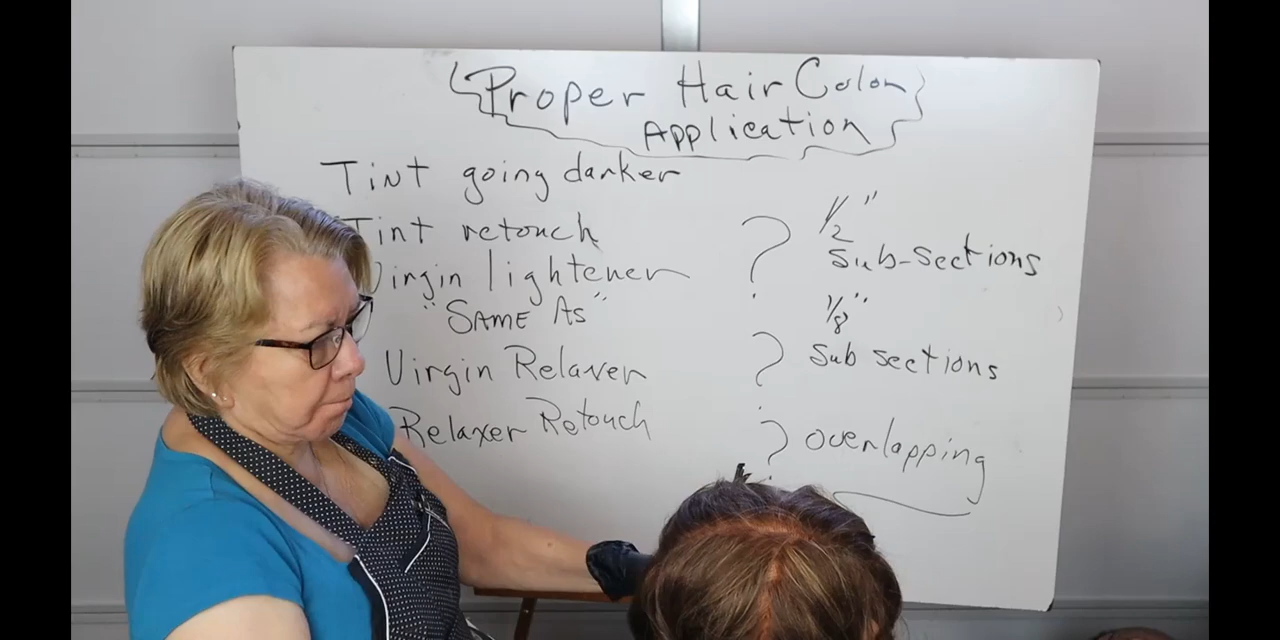 Proper Hair Color
Application
Tint going darker
Tint retouch
Virgin lightener
"SAME As"
Virgin Relaxer
Relaxer Retouch
? 1/2"
Sub-sections
1/8"
? Sub sections
? overlapping